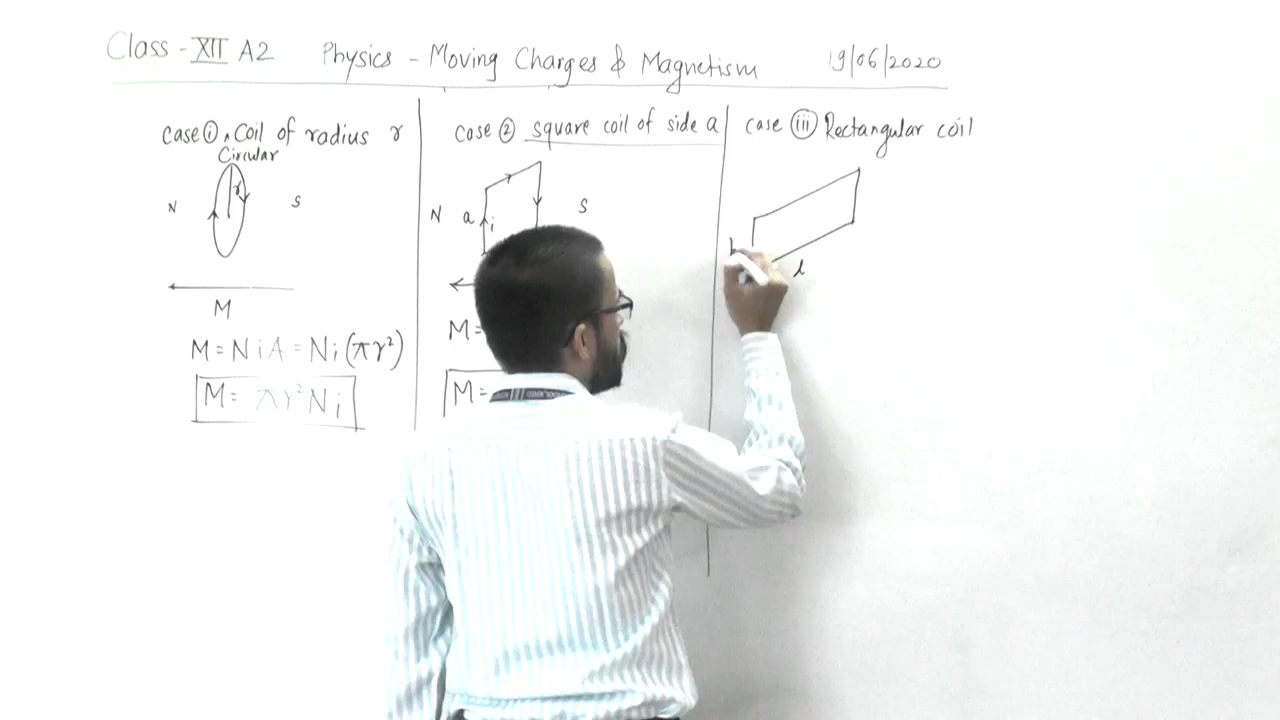 Class - XII A2 Physics - Moving Charges & Magnetism 19/06/2020
case ① Coil of radius r
Circular
r
N S
M
M = N i A = N i (πr²)
M = πr² N i
case ② square coil of side a
N a i S
M =
M =
case (iii) Rectangular coil
b
l